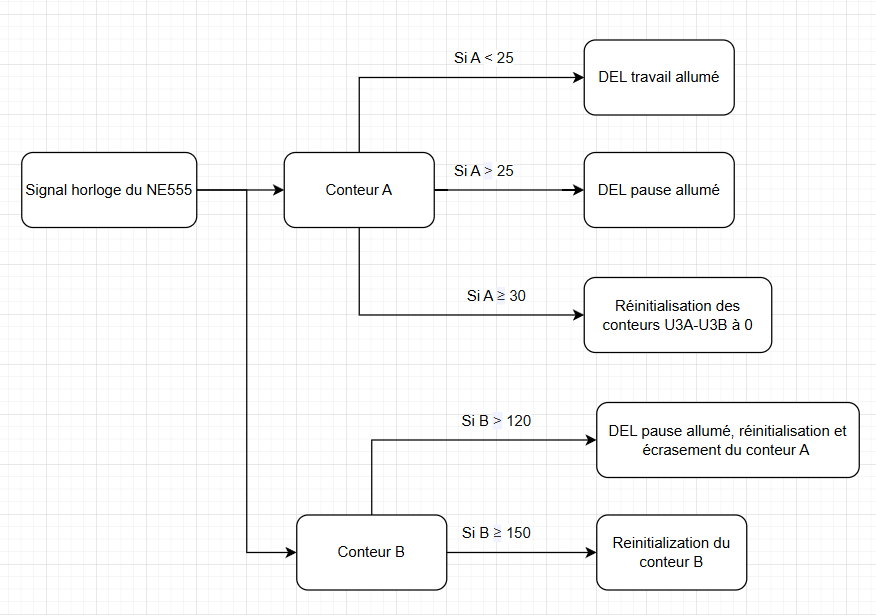 Si A < 25
DEL travail allumé
Signal horloge du NE555
Conteur A
Si A > 25
DEL pause allumé
Si A ≥ 30
Réinitialisation des
conteurs U3A-U3B à 0
Si B > 120
DEL pause allumé, réinitialisation et
écrasement du conteur A
Conteur B
Si B ≥ 150
Reinitialization du
conteur B